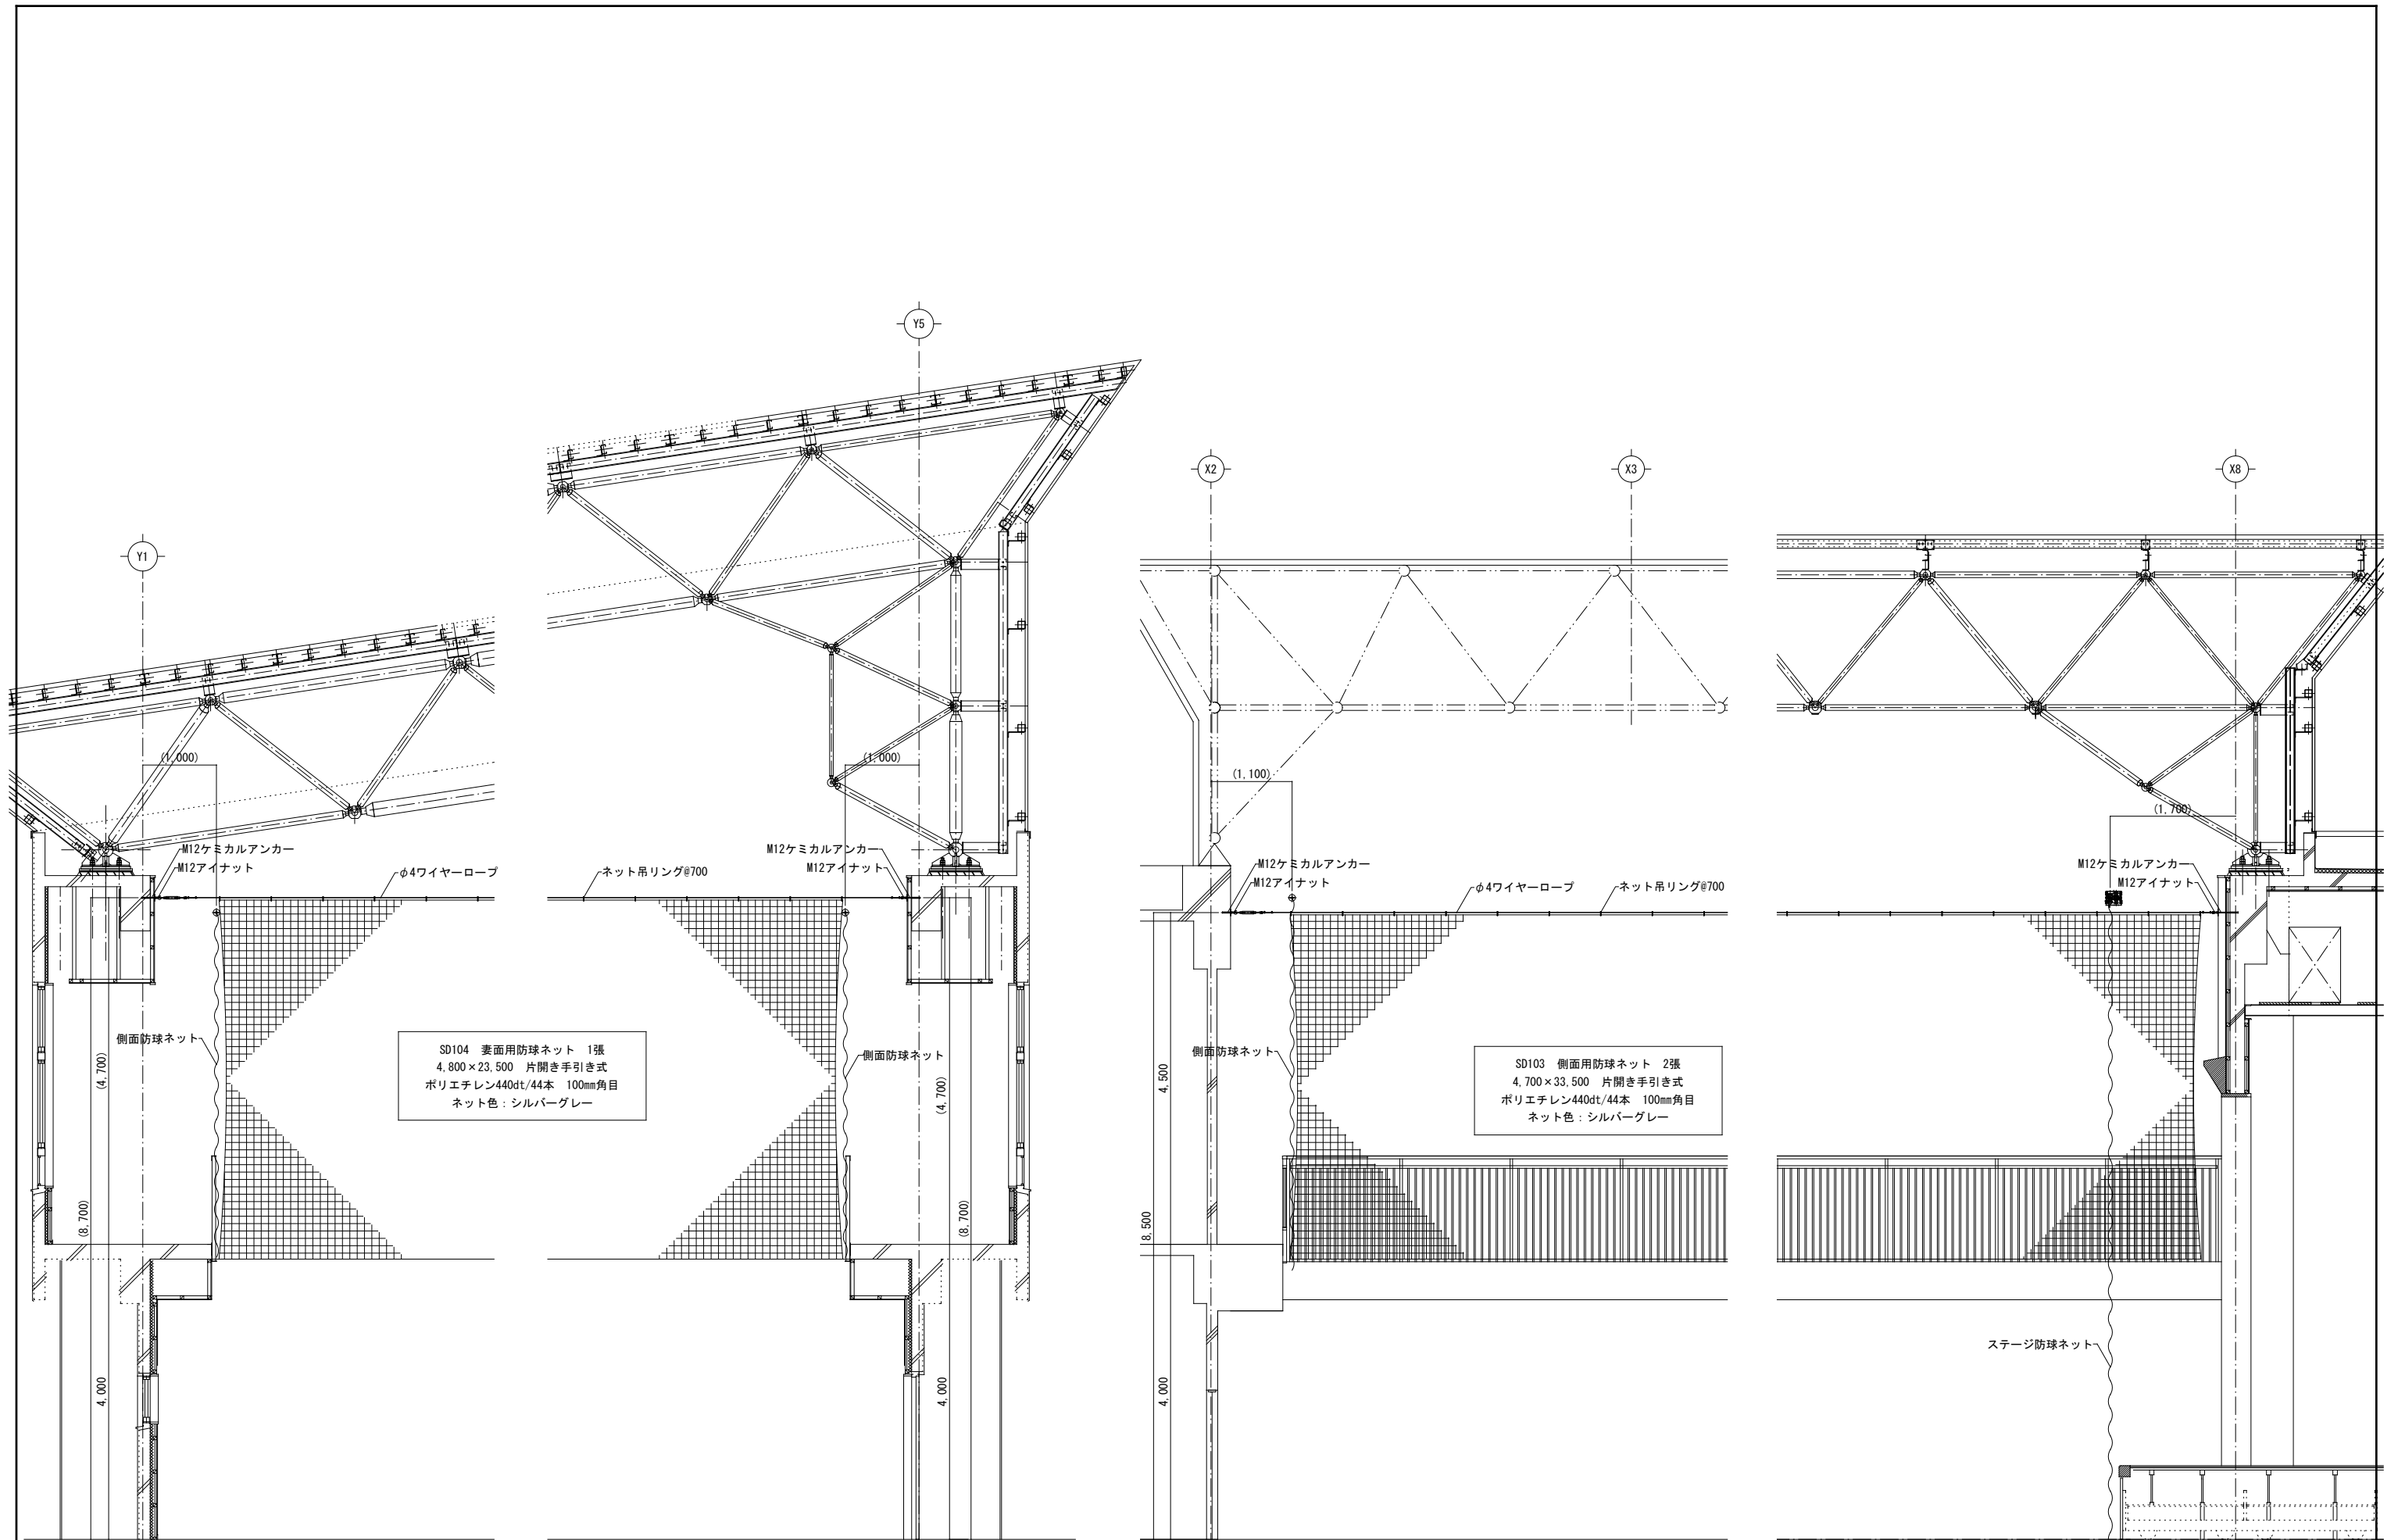 Y5
Y1
X2
X3
X8
(1,000)
(1,000)
(1,100)
(1,700)
M12ケミカルアンカー
M12アイナット
φ4ワイヤーロープ
ネット吊リング@700
M12ケミカルアンカー
M12アイナット
M12ケミカルアンカー
M12アイナット
φ4ワイヤーロープ
ネット吊リング@700
M12ケミカルアンカー
M12アイナット
側面防球ネット
(4,700)
(8,700)
4,000
SD104 妻面用防球ネット 1張
4,800×23,500 片開き手引き式
ポリエチレン440dt/44本 100mm角目
ネット色：シルバーグレー
側面防球ネット
(4,700)
(8,700)
4,000
側面防球ネット
4,500
8,500
4,000
SD103 側面用防球ネット 2張
4,700×33,500 片開き手引き式
ポリエチレン440dt/44本 100mm角目
ネット色：シルバーグレー
ステージ防球ネット